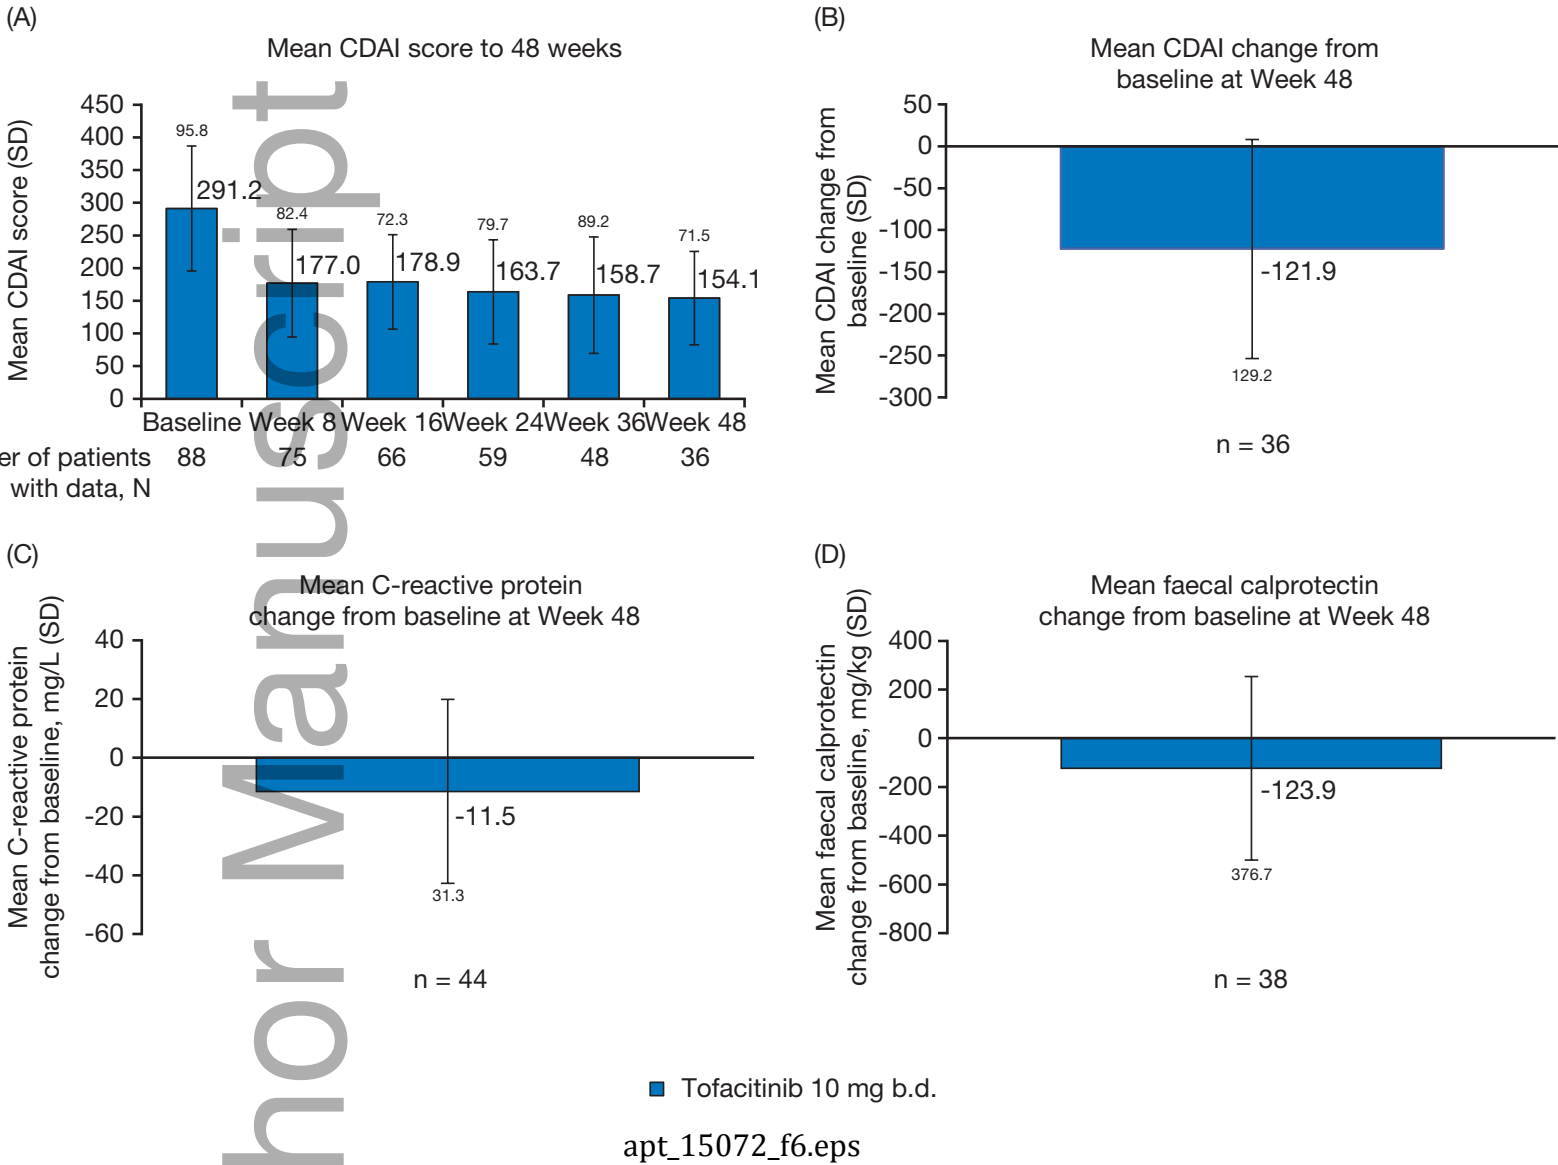 (A)
Mean CDAI score to 48 weeks
Mean CDAI score (SD)
450
400
350
300
250
200
150
100
50
0
95.8
291.2
82.4
177.0
72.3
178.9
79.7
163.7
89.2
158.7
71.5
154.1
Baseline Week 8 Week 16 Week 24 Week 36 Week 48
er of patients 88 75 66 59 48 36
with data, N
(B)
Mean CDAI change from
baseline at Week 48
Mean CDAI change from
baseline (SD)
50
0
-50
-100
-150
-200
-250
-300
-121.9
129.2
n = 36
(C)
Mean C-reactive protein
change from baseline at Week 48
Mean C-reactive protein
change from baseline, mg/L (SD)
40
20
0
-20
-40
-60
-11.5
31.3
n = 44
(D)
Mean faecal calprotectin
change from baseline at Week 48
Mean faecal calprotectin
change from baseline, mg/kg (SD)
400
200
0
-200
-400
-600
-800
-123.9
376.7
n = 38
Tofacitinib 10 mg b.d.
apt_15072_f6.eps
hor Manuscript